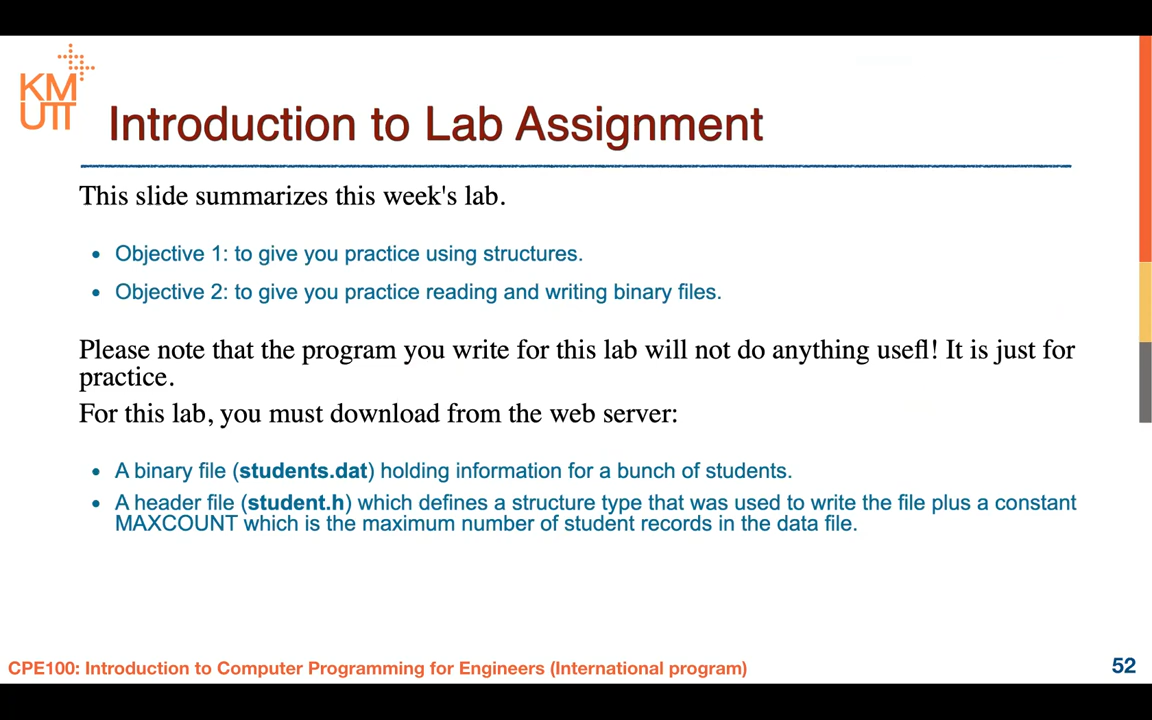 KM
UTT
Introduction to Lab Assignment
This slide summarizes this week's lab.
• Objective 1: to give you practice using structures.
• Objective 2: to give you practice reading and writing binary files.
Please note that the program you write for this lab will not do anything usefl! It is just for
practice.
For this lab, you must download from the web server:
• A binary file (students.dat) holding information for a bunch of students.
• A header file (student.h) which defines a structure type that was used to write the file plus a constant
MAXCOUNT which is the maximum number of student records in the data file.
CPE100: Introduction to Computer Programming for Engineers (International program)
52